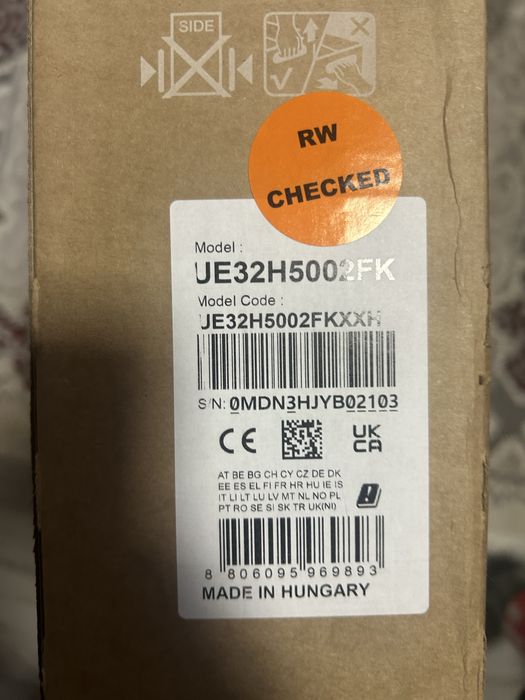 SIDE
RW
CHECKED
Model :
UE32H5002FK
Model Code :
UE32H5002FKXXH
S/N: 0MDN3HJYB02103
CE
UK
CA
AT BE BG CH CY CZ DE DK
EE ES EL FI FR HR HU IE IS
IT LI LT LU LV MT NL NO PL
PT RO SE SI SK TR UK(NI)
8 806095 969893
MADE IN HUNGARY